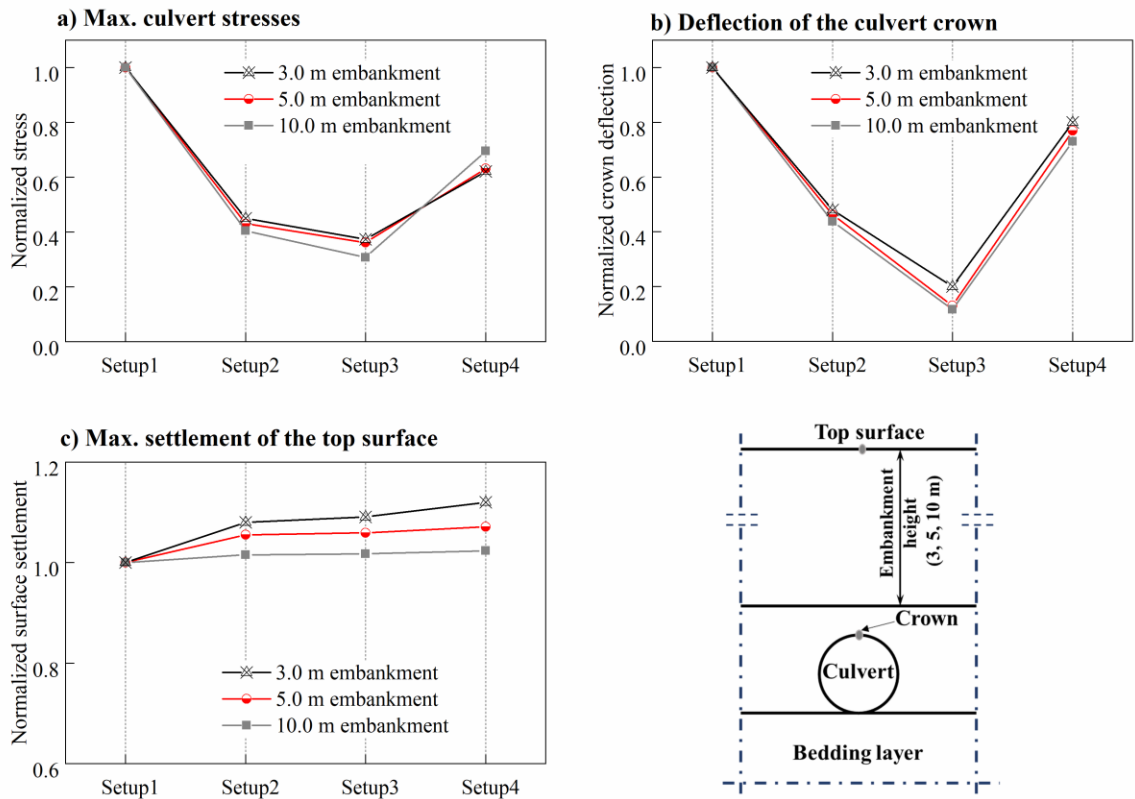 a) Max. culvert stresses
Normalized stress
1.0
0.8
0.6
0.4
0.2
0.0
3.0 m embankment
5.0 m embankment
10.0 m embankment
Setup1
Setup2
Setup3
Setup4
b) Deflection of the culvert crown
Normalized crown deflection
1.0
0.8
0.6
0.4
0.2
0.0
3.0 m embankment
5.0 m embankment
10.0 m embankment
Setup1
Setup2
Setup3
Setup4
c) Max. settlement of the top surface
Normalized surface settlement
1.2
1.0
0.8
0.6
3.0 m embankment
5.0 m embankment
10.0 m embankment
Setup1
Setup2
Setup3
Setup4
Top surface
Embankment
height
(3, 5, 10 m)
Crown
Culvert
Bedding layer